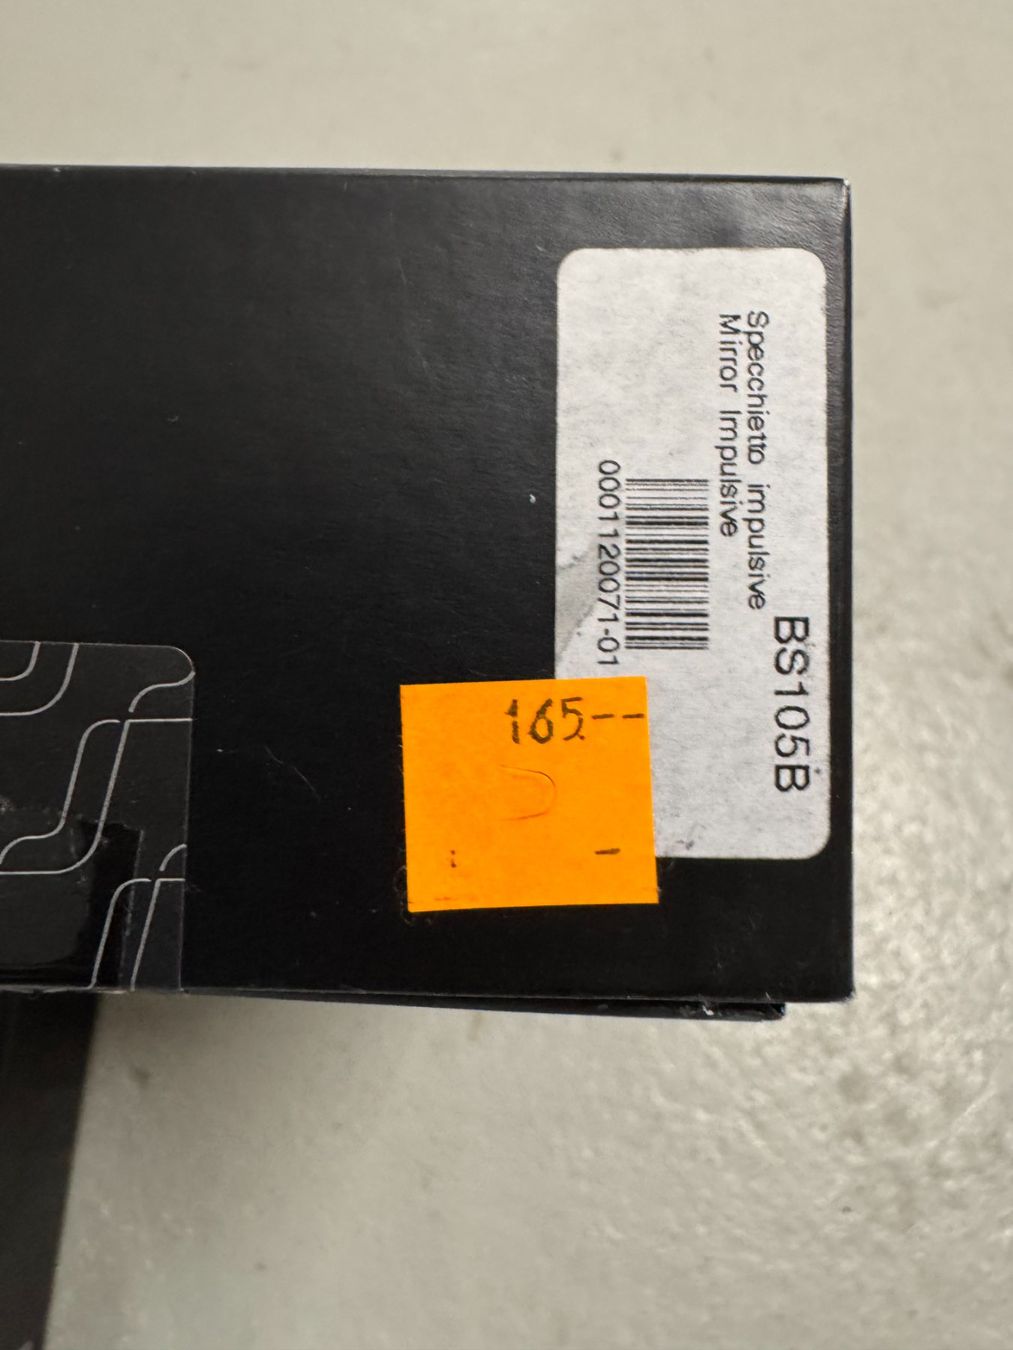 BS105B
Specchietto impulsive
Mirror Impulsive
0001120071-01
165--